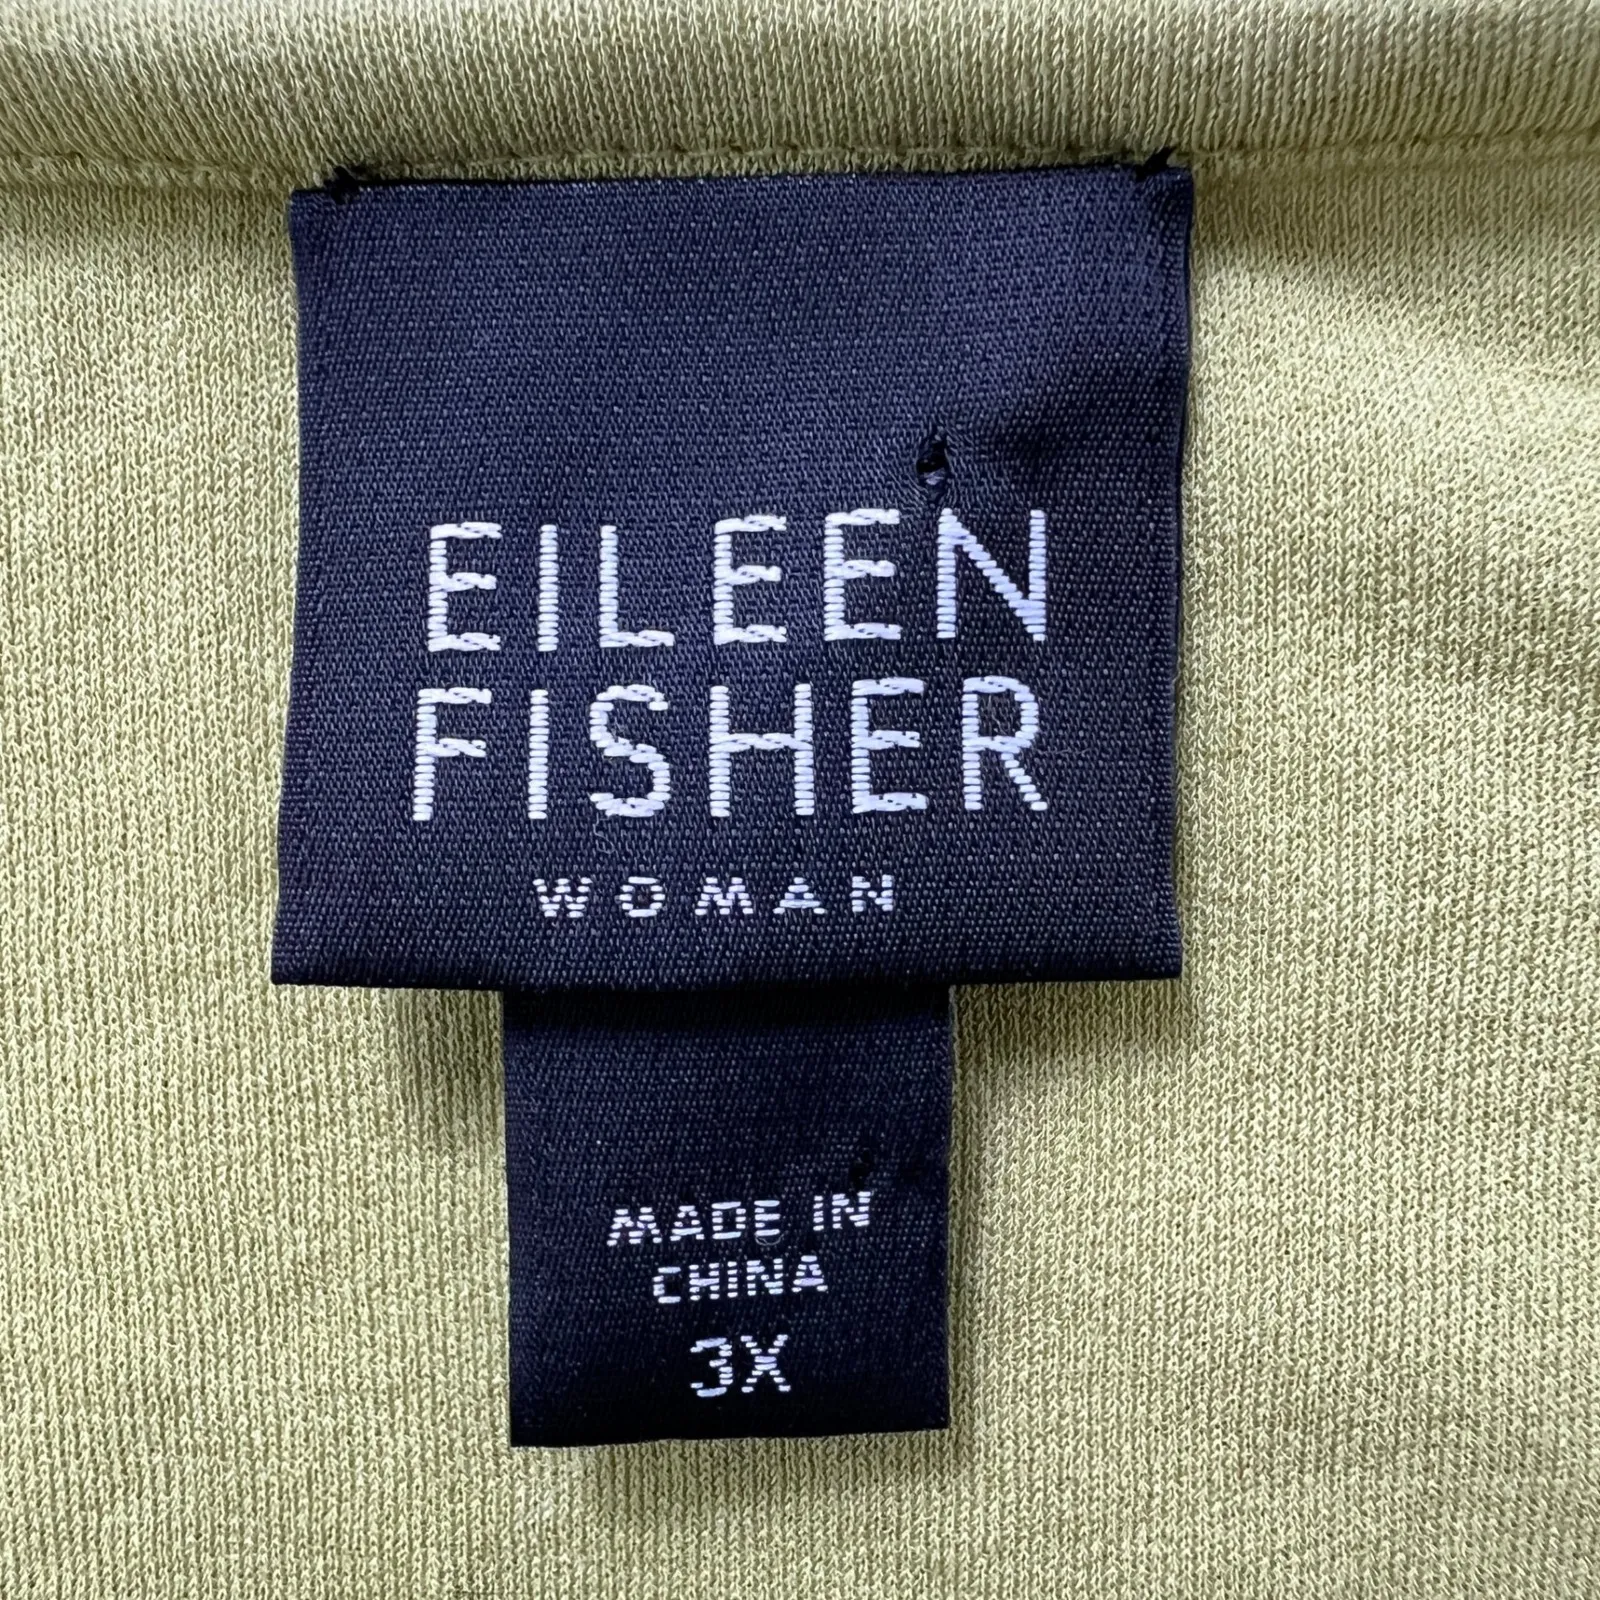 EILEEN
FISHER
WOMAN
MADE IN
CHINA
3X